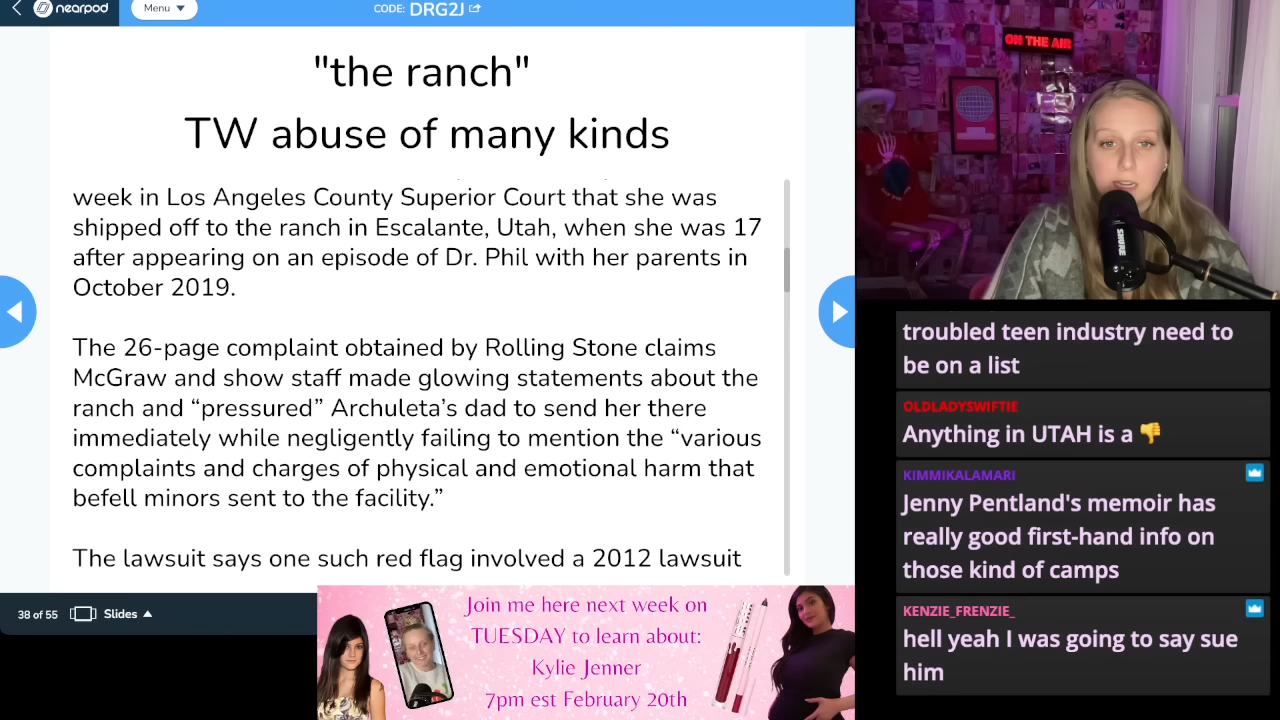 nearpod
Menu
CODE: DRG2J
"the ranch"
TW abuse of many kinds
week in Los Angeles County Superior Court that she was
shipped off to the ranch in Escalante, Utah, when she was 17
after appearing on an episode of Dr. Phil with her parents in
October 2019.
The 26-page complaint obtained by Rolling Stone claims
McGraw and show staff made glowing statements about the
ranch and “pressured” Archuleta’s dad to send her there
immediately while negligently failing to mention the “various
complaints and charges of physical and emotional harm that
befell minors sent to the facility.”
The lawsuit says one such red flag involved a 2012 lawsuit
38 of 55
Slides
Join me here next week on
TUESDAY to learn about:
Kylie Jenner
7pm est February 20th
ON THE AIR
SHURE
troubled teen industry need to
be on a list
OLDLADYSWIFTIE
Anything in UTAH is a 👎
KIMMIKALAMARI
Jenny Pentland's memoir has
really good first-hand info on
those kind of camps
KENZIE_FRENZIE_
hell yeah I was going to say sue
him